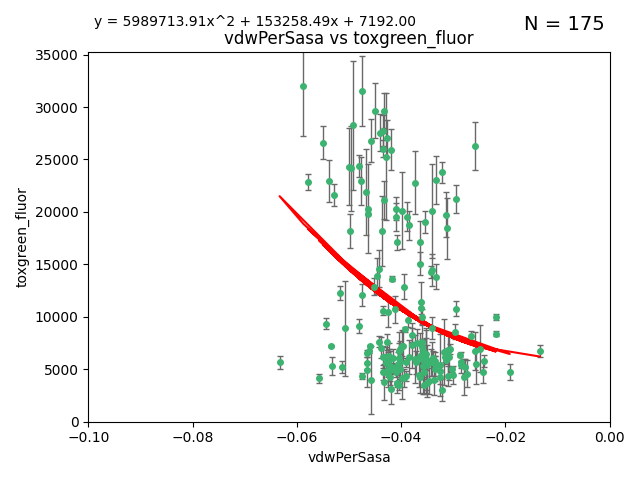 y = 5989713.91x^2 + 153258.49x + 7192.00
N = 175
vdwPerSasa vs toxgreen_fluor
35000
30000
25000
20000
15000
10000
5000
0
toxgreen_fluor
−0.10 −0.08 −0.06 −0.04 −0.02 0.00
vdwPerSasa